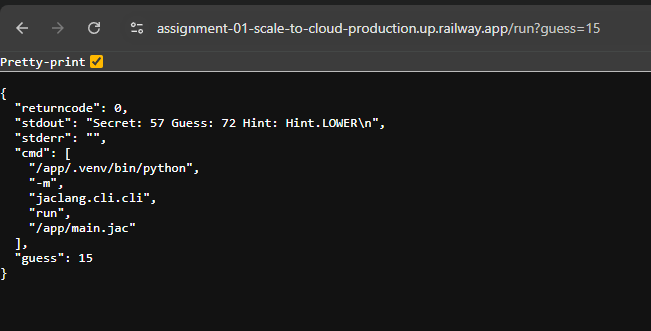 assignment-01-scale-to-cloud-production.up.railway.app/run?guess=15
Pretty-print
{
  "returncode": 0,
  "stdout": "Secret: 57 Guess: 72 Hint: Hint.LOWER\n",
  "stderr": "",
  "cmd": [
    "/app/.venv/bin/python",
    "-m",
    "jaclang.cli.cli",
    "run",
    "/app/main.jac"
  ],
  "guess": 15
}